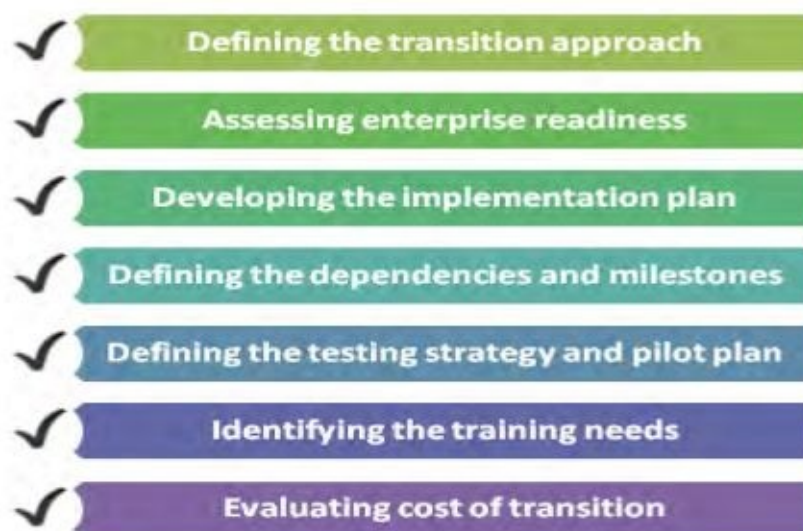 Defining the transition approach
Assessing enterprise readiness
Developing the implementation plan
Defining the dependencies and milestones
Defining the testing strategy and pilot plan
Identifying the training needs
Evaluating cost of transition